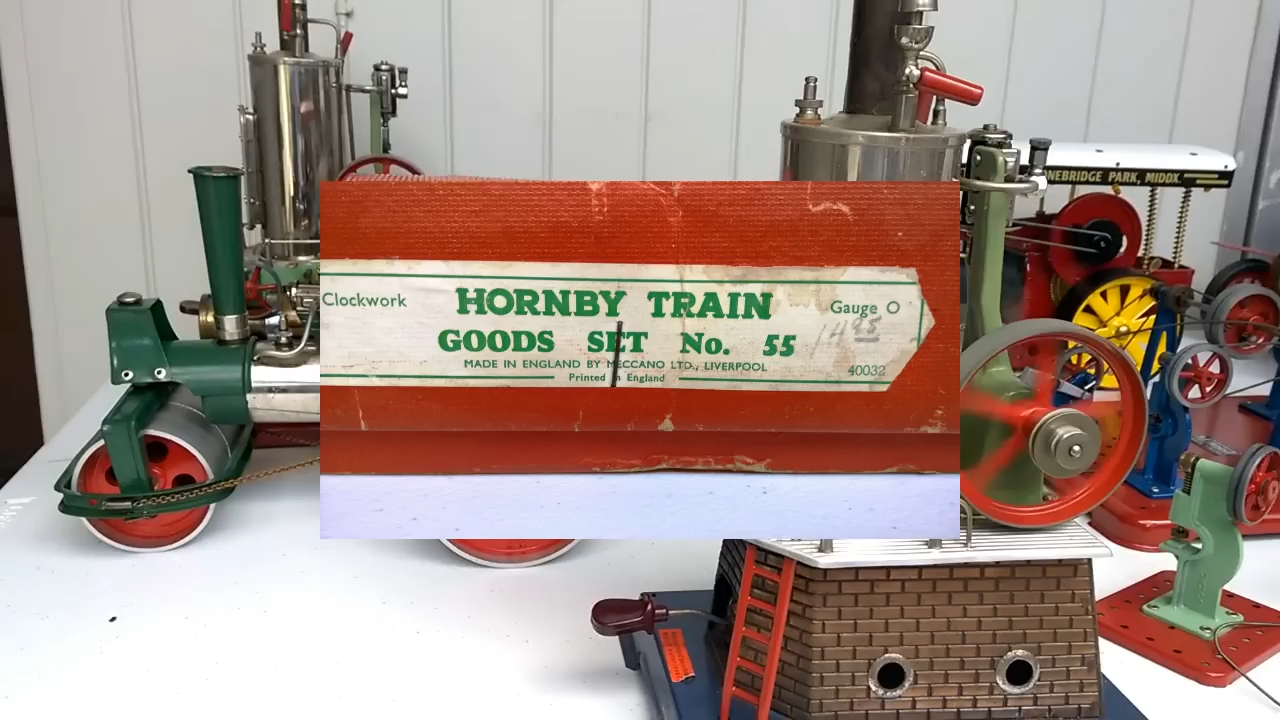 NEBRIDGE PARK, MIDDX.
Clockwork
HORNBY TRAIN
Gauge O
GOODS SET No. 55
1495
MADE IN ENGLAND BY MECCANO LTD., LIVERPOOL
40032
Printed in England